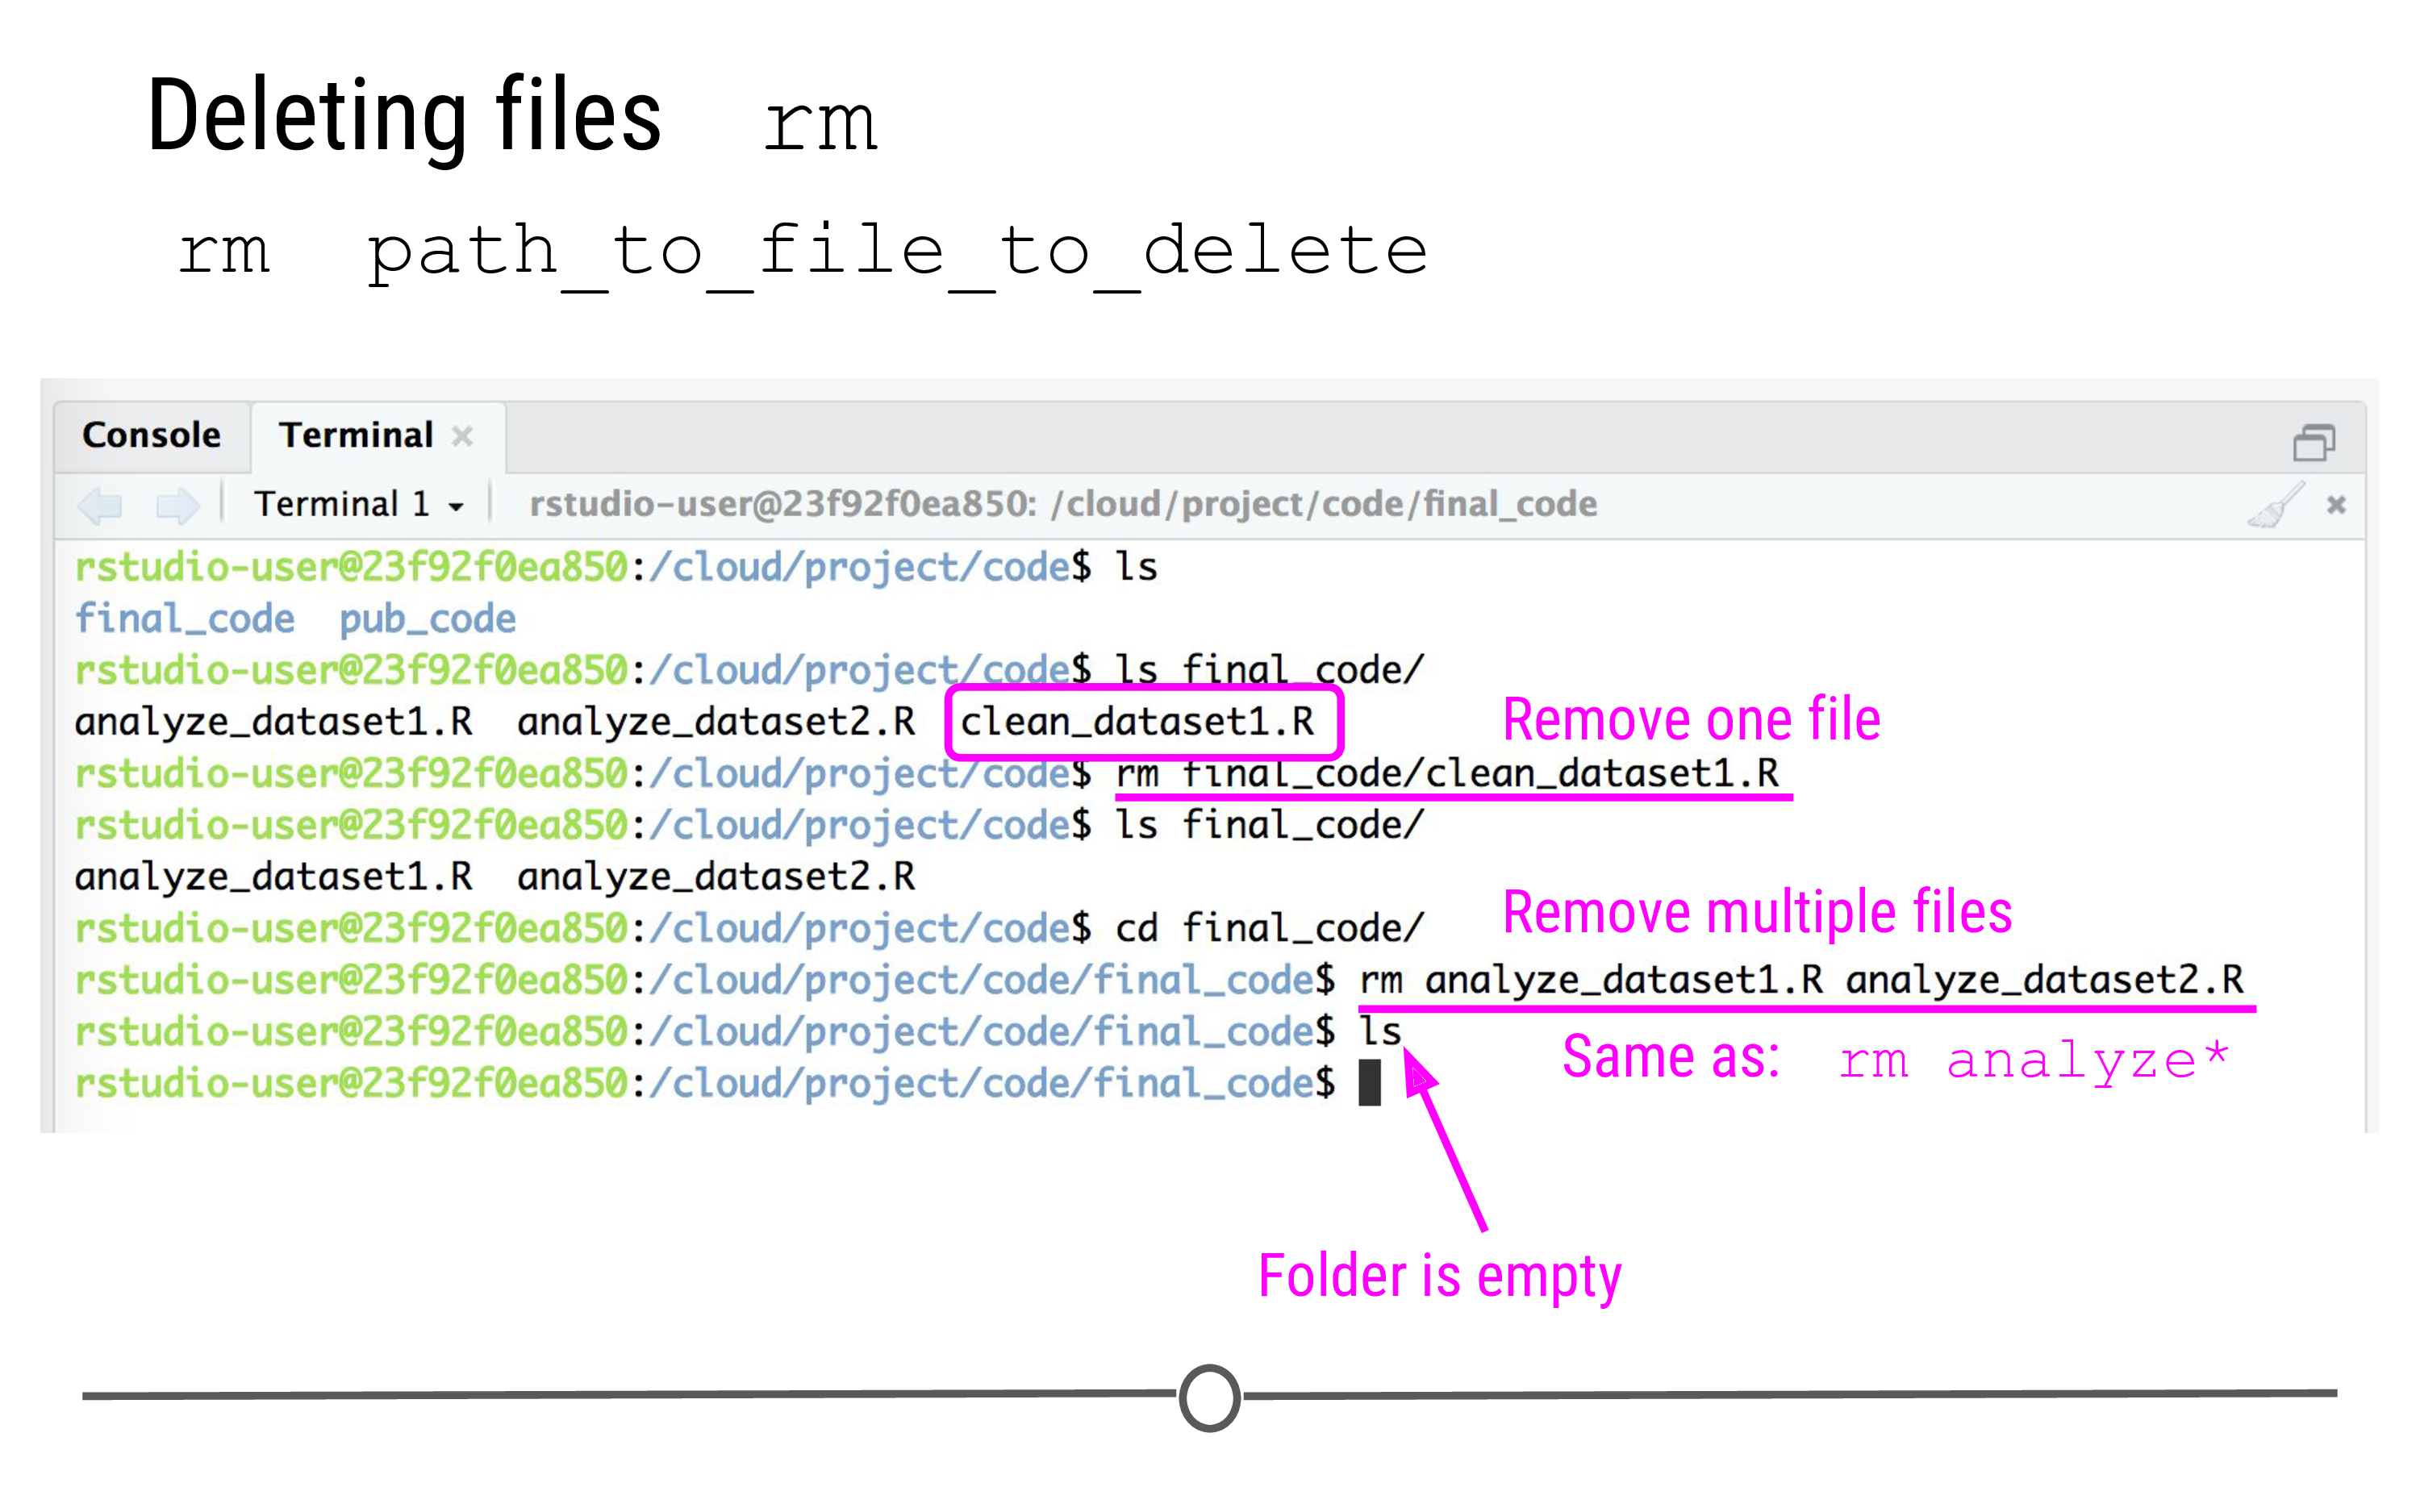 Deleting files rm
rm path_to_file_to_delete
Console Terminal
Terminal 1 rstudio-user@23f92f0ea850: /cloud/project/code/final_code
rstudio-user@23f92f0ea850:/cloud/project/code$ ls
final_code pub_code
rstudio-user@23f92f0ea850:/cloud/project/code$ ls final_code/
analyze_dataset1.R analyze_dataset2.R clean_dataset1.R
Remove one file
rstudio-user@23f92f0ea850:/cloud/project/code$ rm final_code/clean_dataset1.R
rstudio-user@23f92f0ea850:/cloud/project/code$ ls final_code/
analyze_dataset1.R analyze_dataset2.R
Remove multiple files
rstudio-user@23f92f0ea850:/cloud/project/code$ cd final_code/
rstudio-user@23f92f0ea850:/cloud/project/code/final_code$ rm analyze_dataset1.R analyze_dataset2.R
rstudio-user@23f92f0ea850:/cloud/project/code/final_code$ ls
Same as: rm analyze*
rstudio-user@23f92f0ea850:/cloud/project/code/final_code$
Folder is empty